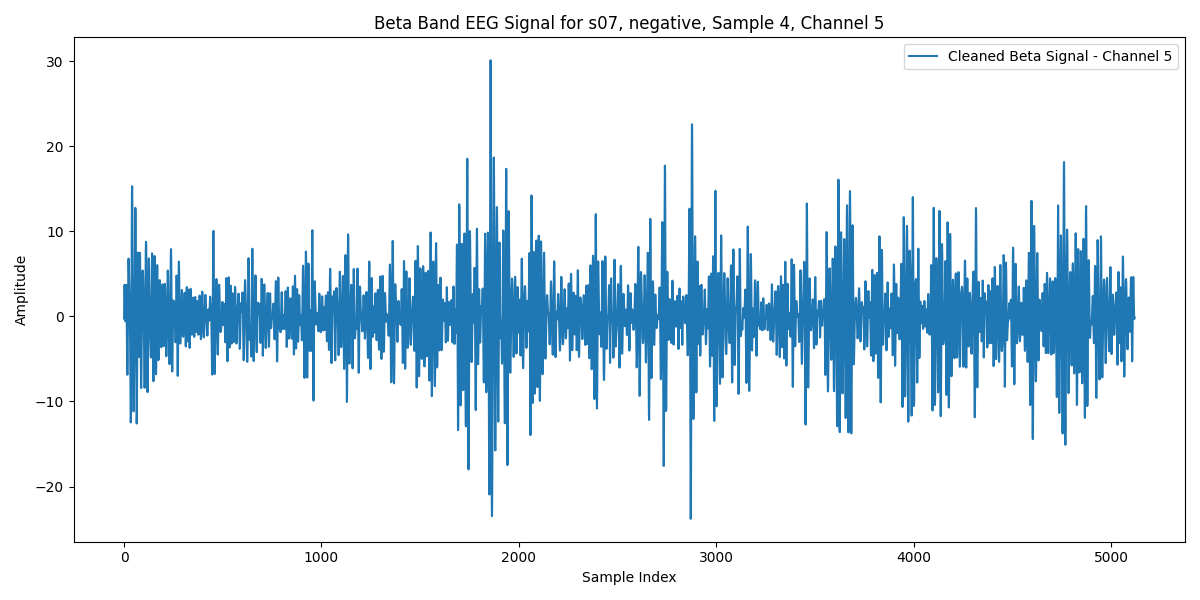 Beta Band EEG Signal for s07, negative, Sample 4, Channel 5
Cleaned Beta Signal - Channel 5
Amplitude
30
20
10
0
−10
−20
0 1000 2000 3000 4000 5000
Sample Index